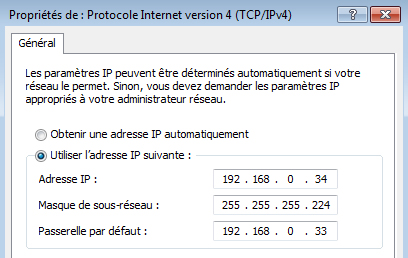 Propriétés de : Protocole Internet version 4 (TCP/IPv4)
Général
Les paramètres IP peuvent être déterminés automatiquement si votre
réseau le permet. Sinon, vous devez demander les paramètres IP
appropriés à votre administrateur réseau.
Obtenir une adresse IP automatiquement
Utiliser l'adresse IP suivante :
Adresse IP : 192 . 168 . 0 . 34
Masque de sous-réseau : 255 . 255 . 255 . 224
Passerelle par défaut : 192 . 168 . 0 . 33